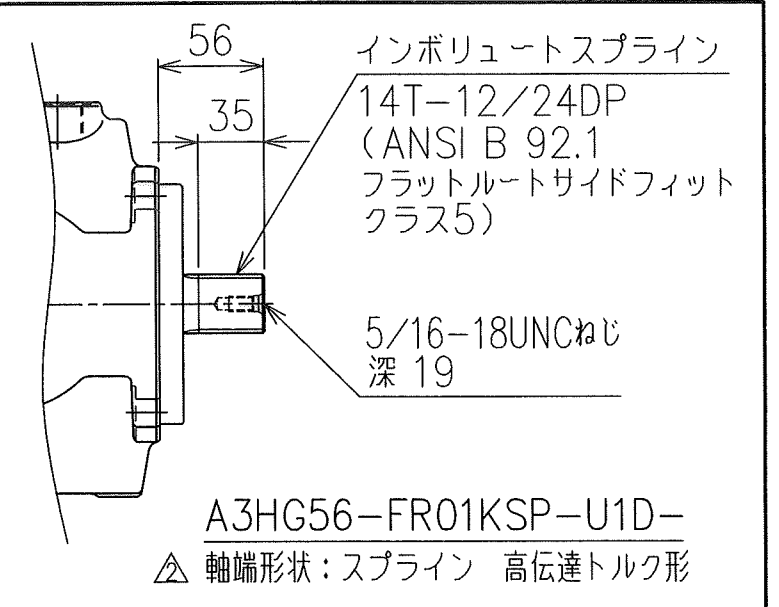 56
35
インボリュートスプライン
14T-12/24DP
(ANSI B 92.1
フラットルートサイドフィット
クラス5)
5/16-18UNCねじ
深 19
A3HG56-FR01KSP-U1D-
2 軸端形状:スプライン 高伝達トルク形